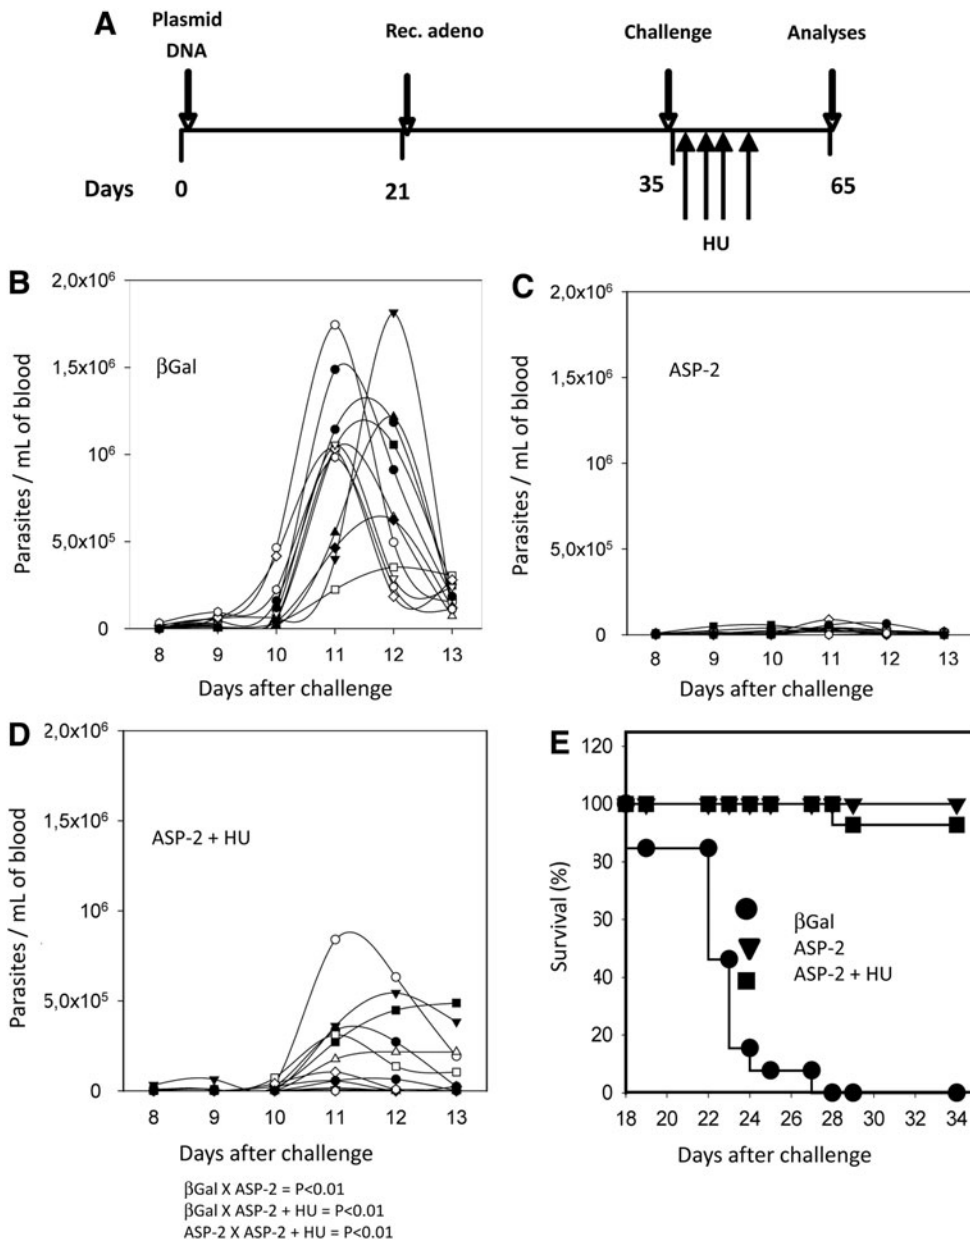 A
Plasmid
DNA
Rec. adeno
Challenge
Analyses
Days 0 21 35 65
HU
B
2,0x10⁶
1,5x10⁶
10⁶
5,0x10⁵
0
βGal
Parasites / mL of blood
8 9 10 11 12 13
Days after challenge
C
2,0x10⁶
1,5x10⁶
10⁶
5,0x10⁵
0
ASP-2
Parasites / mL of blood
8 9 10 11 12 13
Days after challenge
D
2,0x10⁶
1,5x10⁶
10⁶
5,0x10⁵
0
ASP-2 + HU
Parasites / mL of blood
8 9 10 11 12 13
Days after challenge
βGal X ASP-2 = P<0.01
βGal X ASP-2 + HU = P<0.01
ASP-2 X ASP-2 + HU = P<0.01
E
120
100
80
60
40
20
0
Survival (%)
βGal
ASP-2
ASP-2 + HU
18 22 24 26 28 30 32 34
Days after challenge